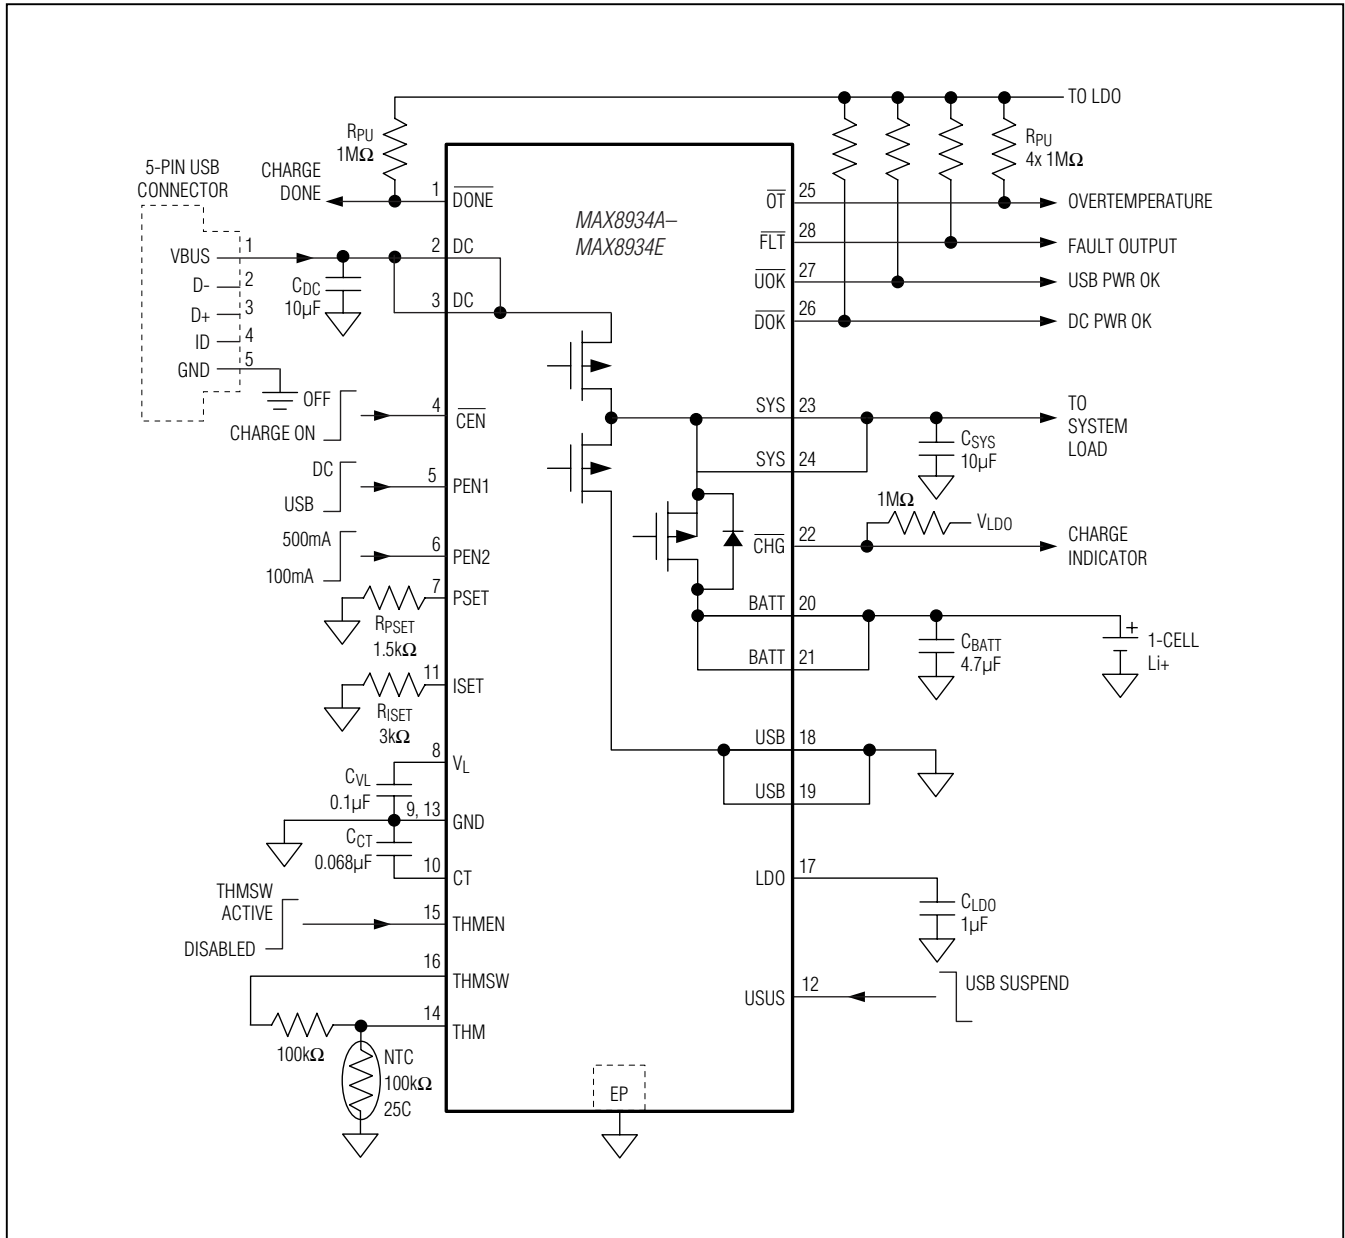 TO LDO
RPU
1MΩ
RPU
4x 1MΩ
5-PIN USB
CONNECTOR
CHARGE
DONE
1
DONE
MAX8934A–
MAX8934E
25
OT
OVERTEMPERATURE
28
FLT
FAULT OUTPUT
27
UOK
USB PWR OK
26
DOK
DC PWR OK
VBUS
1
D-
2
D+
3
ID
4
GND
5
2
DC
CDC
10µF
3
DC
OFF
CHARGE ON
4
CEN
DC
USB
5
PEN1
500mA
100mA
6
PEN2
7
PSET
RPSET
1.5kΩ
11
ISET
RISET
3kΩ
8
VL
CVL
0.1µF
9, 13
GND
CCT
0.068µF
10
CT
THMSW
ACTIVE
DISABLED
15
THMEN
16
THMSW
14
THM
100kΩ
NTC
100kΩ
25C
EP
SYS
23
TO
SYSTEM
LOAD
SYS
24
CSYS
10µF
1MΩ
VLDO
CHG
22
CHARGE
INDICATOR
BATT
20
BATT
21
CBATT
4.7µF
+
1-CELL
Li+
USB
18
USB
19
LDO
17
CLDO
1µF
USUS
12
USB SUSPEND